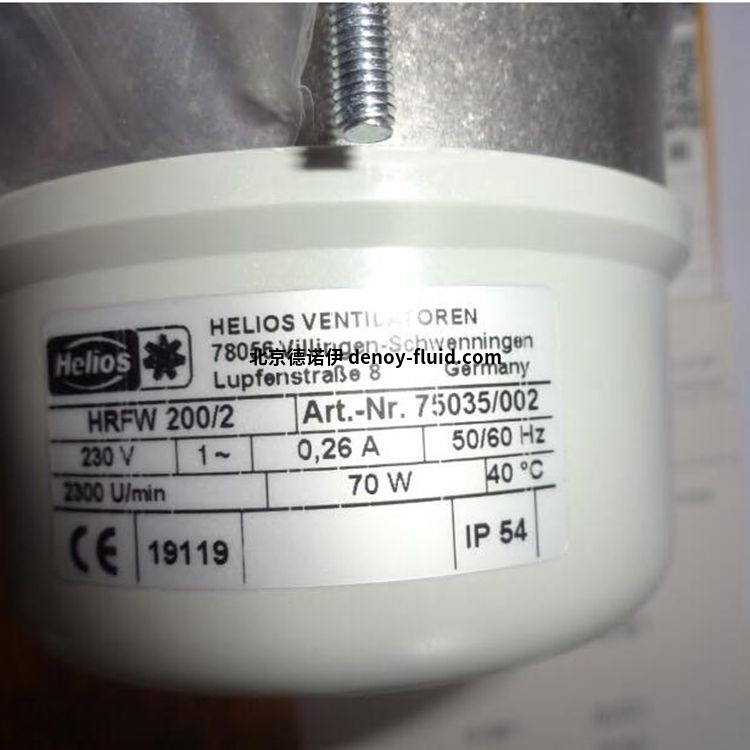 HELIOS VENTILATOREN
Helios
78056 Villingen-Schwenningen
北京德诺伊 denoy-fluid.com
Lupfenstraße 8 Germany
HRFW 200/2 Art.-Nr. 75035/002
230 V 1~ 0,26 A 50/60 Hz
2300 U/min 70 W 40 °C
CE 19119 IP 54